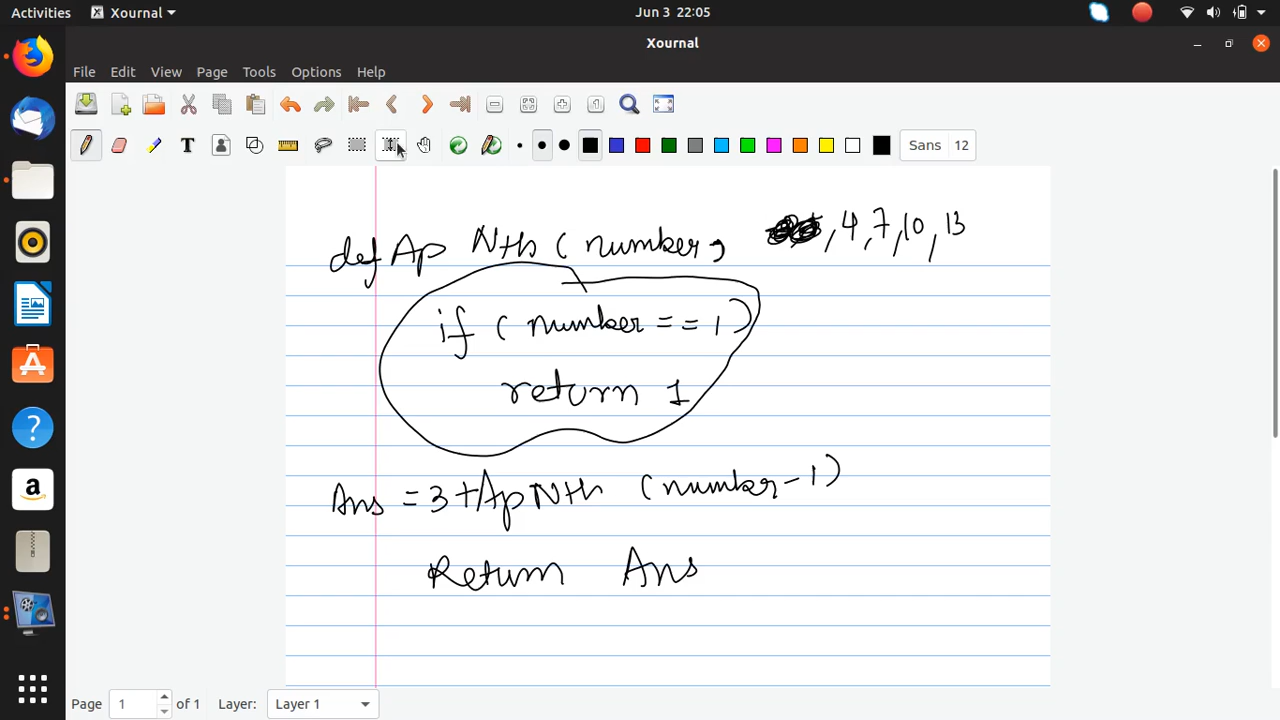 Activities Xournal Jun 3 22:05
Xournal
File Edit View Page Tools Options Help
Sans 12
def Ap Nth ( number, , 4, 7, 10, 13
if ( number = = 1 )
return 1
Ans = 3 + Ap Nth ( number - 1 )
Return Ans
Page 1 of 1 Layer: Layer 1